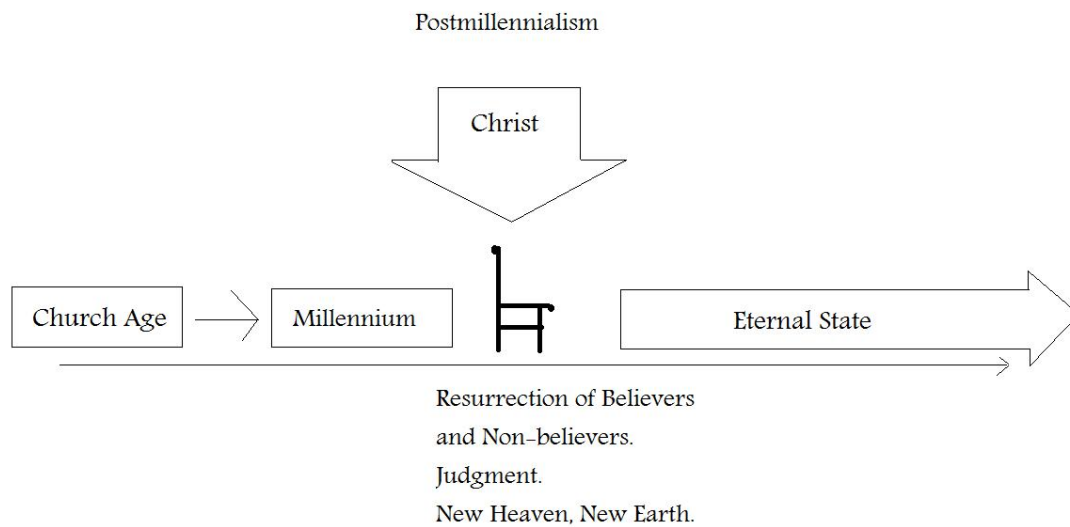 Postmillennialism
Christ
Church Age
Millennium
Eternal State
Resurrection of Believers
and Non-believers.
Judgment.
New Heaven, New Earth.